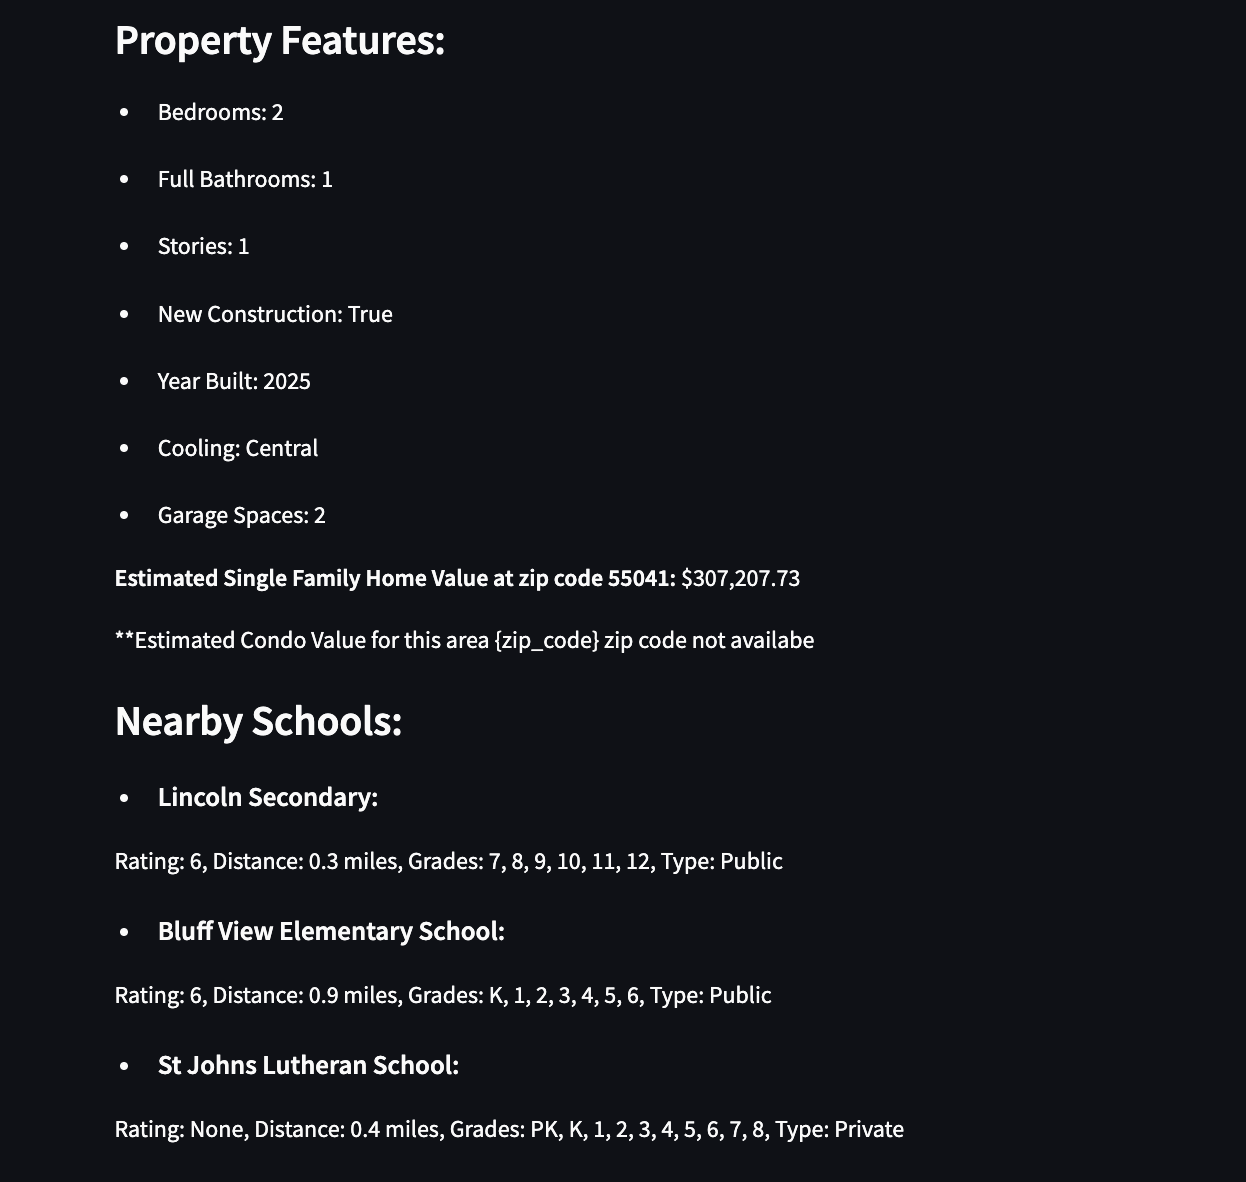 Property Features:
• Bedrooms: 2
• Full Bathrooms: 1
• Stories: 1
• New Construction: True
• Year Built: 2025
• Cooling: Central
• Garage Spaces: 2
Estimated Single Family Home Value at zip code 55041: $307,207.73
**Estimated Condo Value for this area {zip_code} zip code not availabe
Nearby Schools:
• Lincoln Secondary:
Rating: 6, Distance: 0.3 miles, Grades: 7, 8, 9, 10, 11, 12, Type: Public
• Bluff View Elementary School:
Rating: 6, Distance: 0.9 miles, Grades: K, 1, 2, 3, 4, 5, 6, Type: Public
• St Johns Lutheran School:
Rating: None, Distance: 0.4 miles, Grades: PK, K, 1, 2, 3, 4, 5, 6, 7, 8, Type: Private